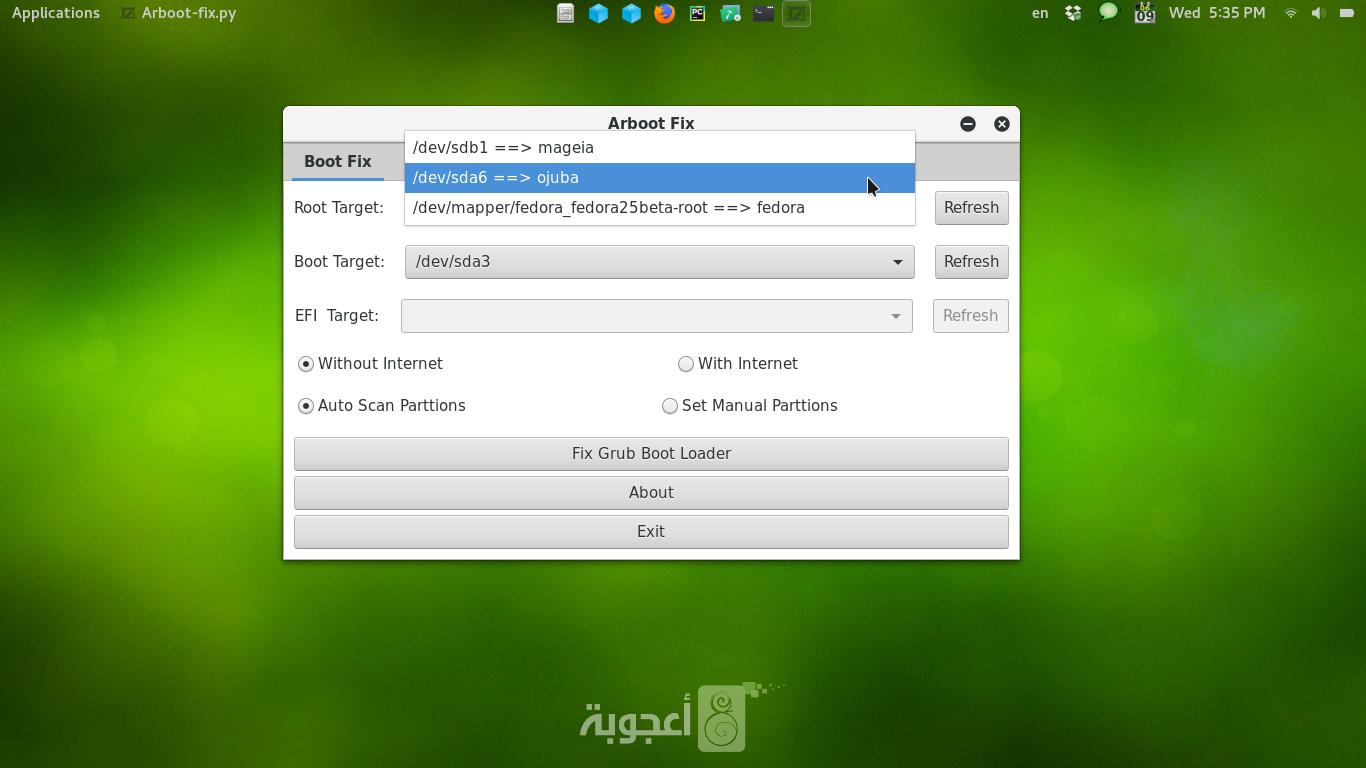 Applications Arboot-fix.py en 09 Wed 5:35 PM
Arboot Fix
Boot Fix
/dev/sdb1 ==> mageia
/dev/sda6 ==> ojuba
Root Target: /dev/mapper/fedora_fedora25beta-root ==> fedora Refresh
Boot Target: /dev/sda3 Refresh
EFI Target: Refresh
Without Internet With Internet
Auto Scan Parttions Set Manual Parttions
Fix Grub Boot Loader
About
Exit
أعجوبة